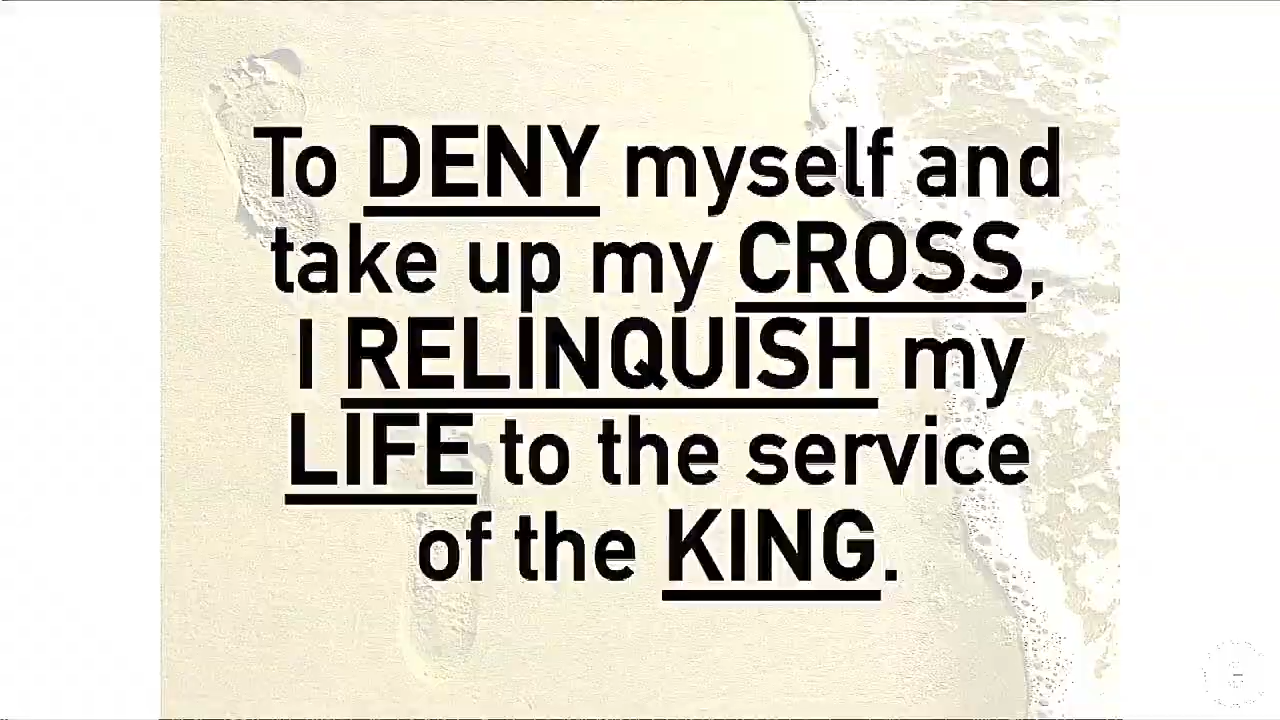 To DENY myself and
take up my CROSS,
I RELINQUISH my
LIFE to the service
of the KING.